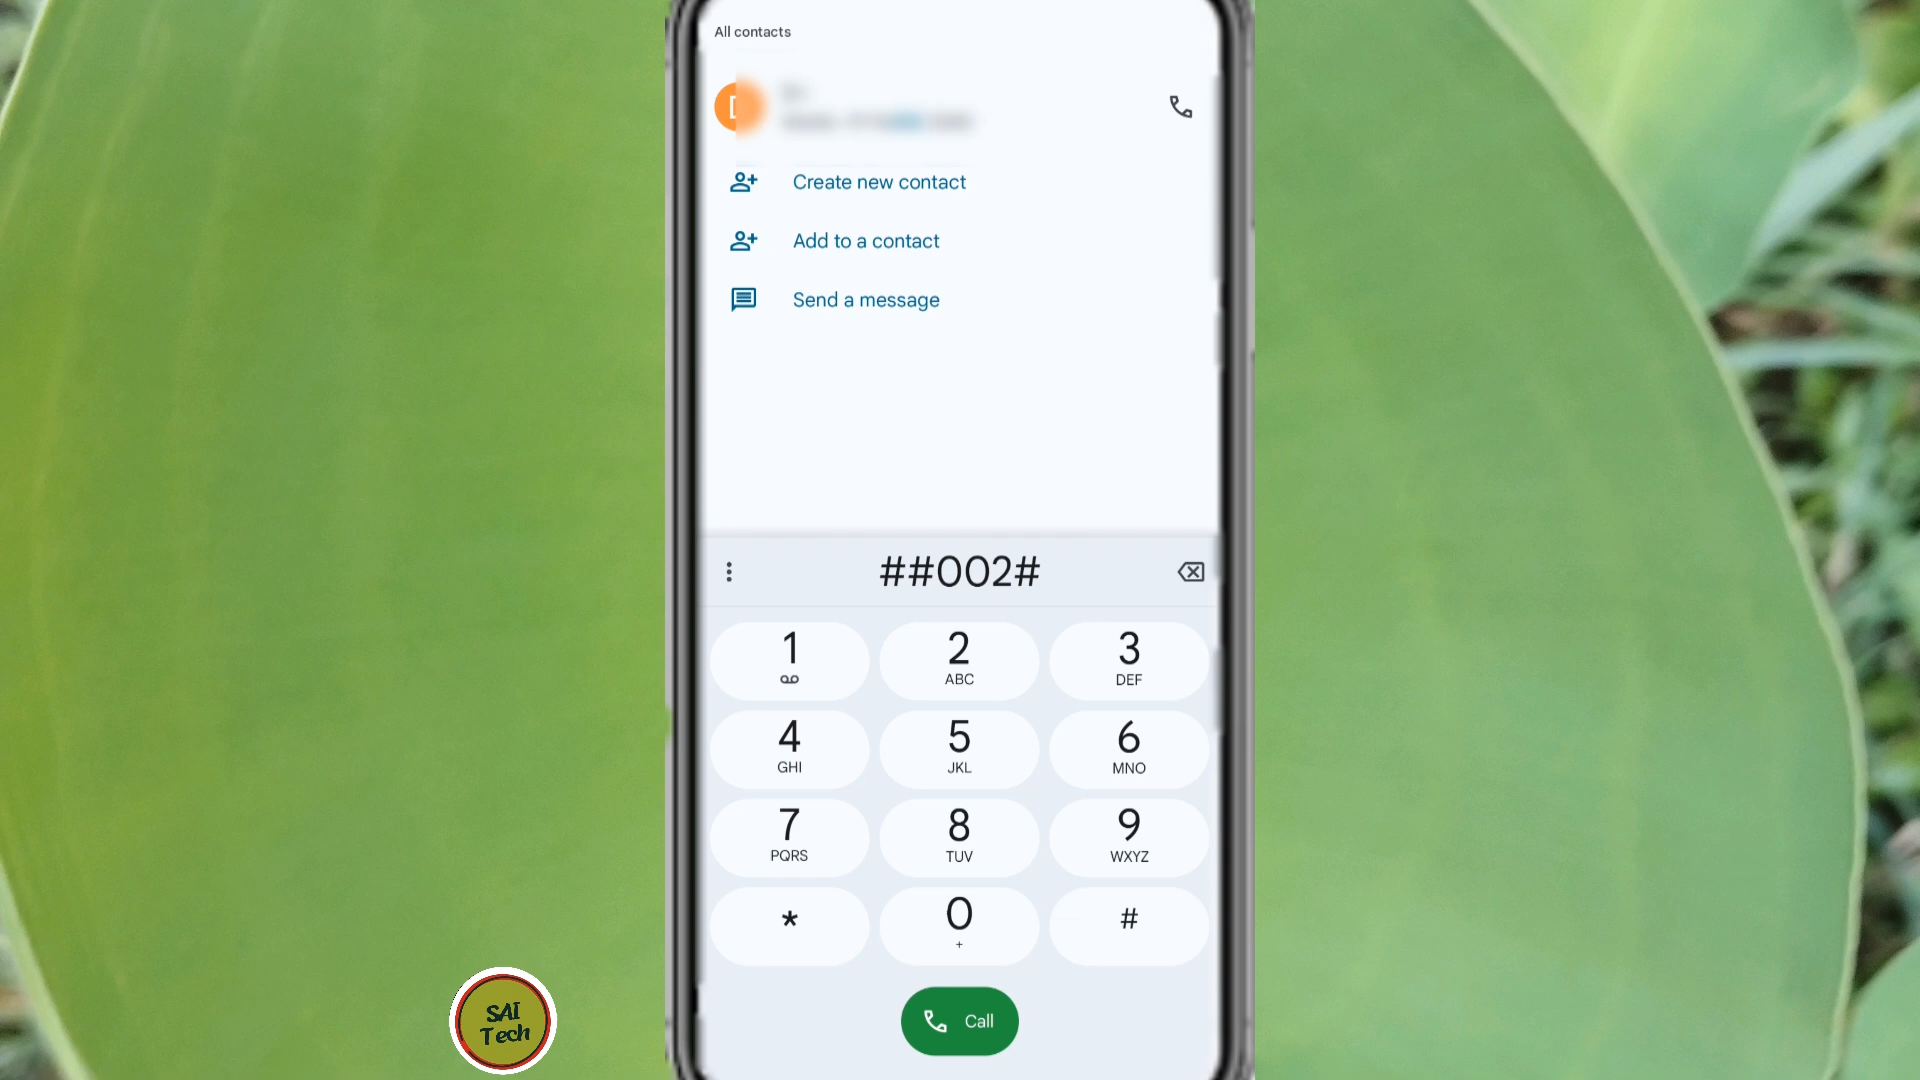 All contacts
Create new contact
Add to a contact
Send a message
##002#
1
2
ABC
3
DEF
4
GHI
5
JKL
6
MNO
7
PQRS
8
TUV
9
WXYZ
*
0
+
#
Call
SAI
Tech